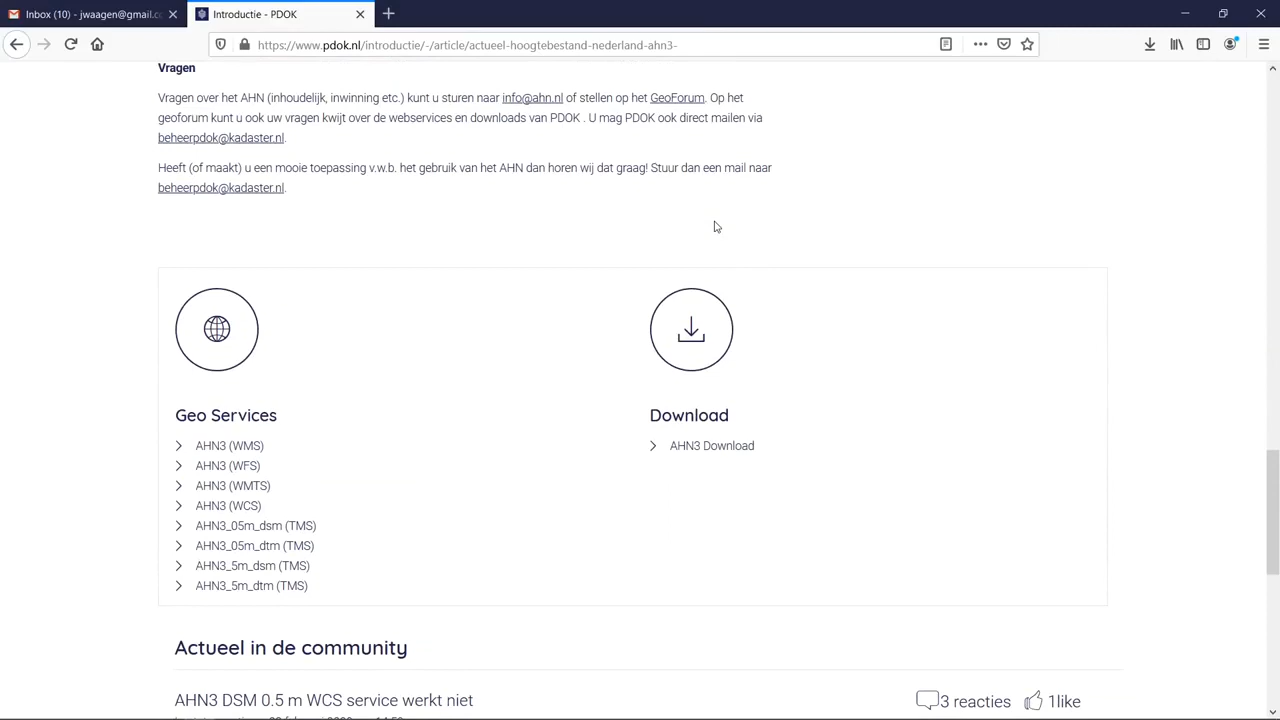 Inbox (10) - jwaagen@gmail.c
Introductie - PDOK
https://www.pdok.nl/introductie/-/article/actueel-hoogtebestand-nederland-ahn3-
Vragen
Vragen over het AHN (inhoudelijk, inwinning etc.) kunt u sturen naar info@ahn.nl of stellen op het GeoForum. Op het
geoforum kunt u ook uw vragen kwijt over de webservices en downloads van PDOK . U mag PDOK ook direct mailen via
beheerpdok@kadaster.nl.
Heeft (of maakt) u een mooie toepassing v.w.b. het gebruik van het AHN dan horen wij dat graag! Stuur dan een mail naar
beheerpdok@kadaster.nl.
Geo Services
AHN3 (WMS)
AHN3 (WFS)
AHN3 (WMTS)
AHN3 (WCS)
AHN3_05m_dsm (TMS)
AHN3_05m_dtm (TMS)
AHN3_5m_dsm (TMS)
AHN3_5m_dtm (TMS)
Download
AHN3 Download
Actueel in de community
AHN3 DSM 0.5 m WCS service werkt niet
3 reacties 1like